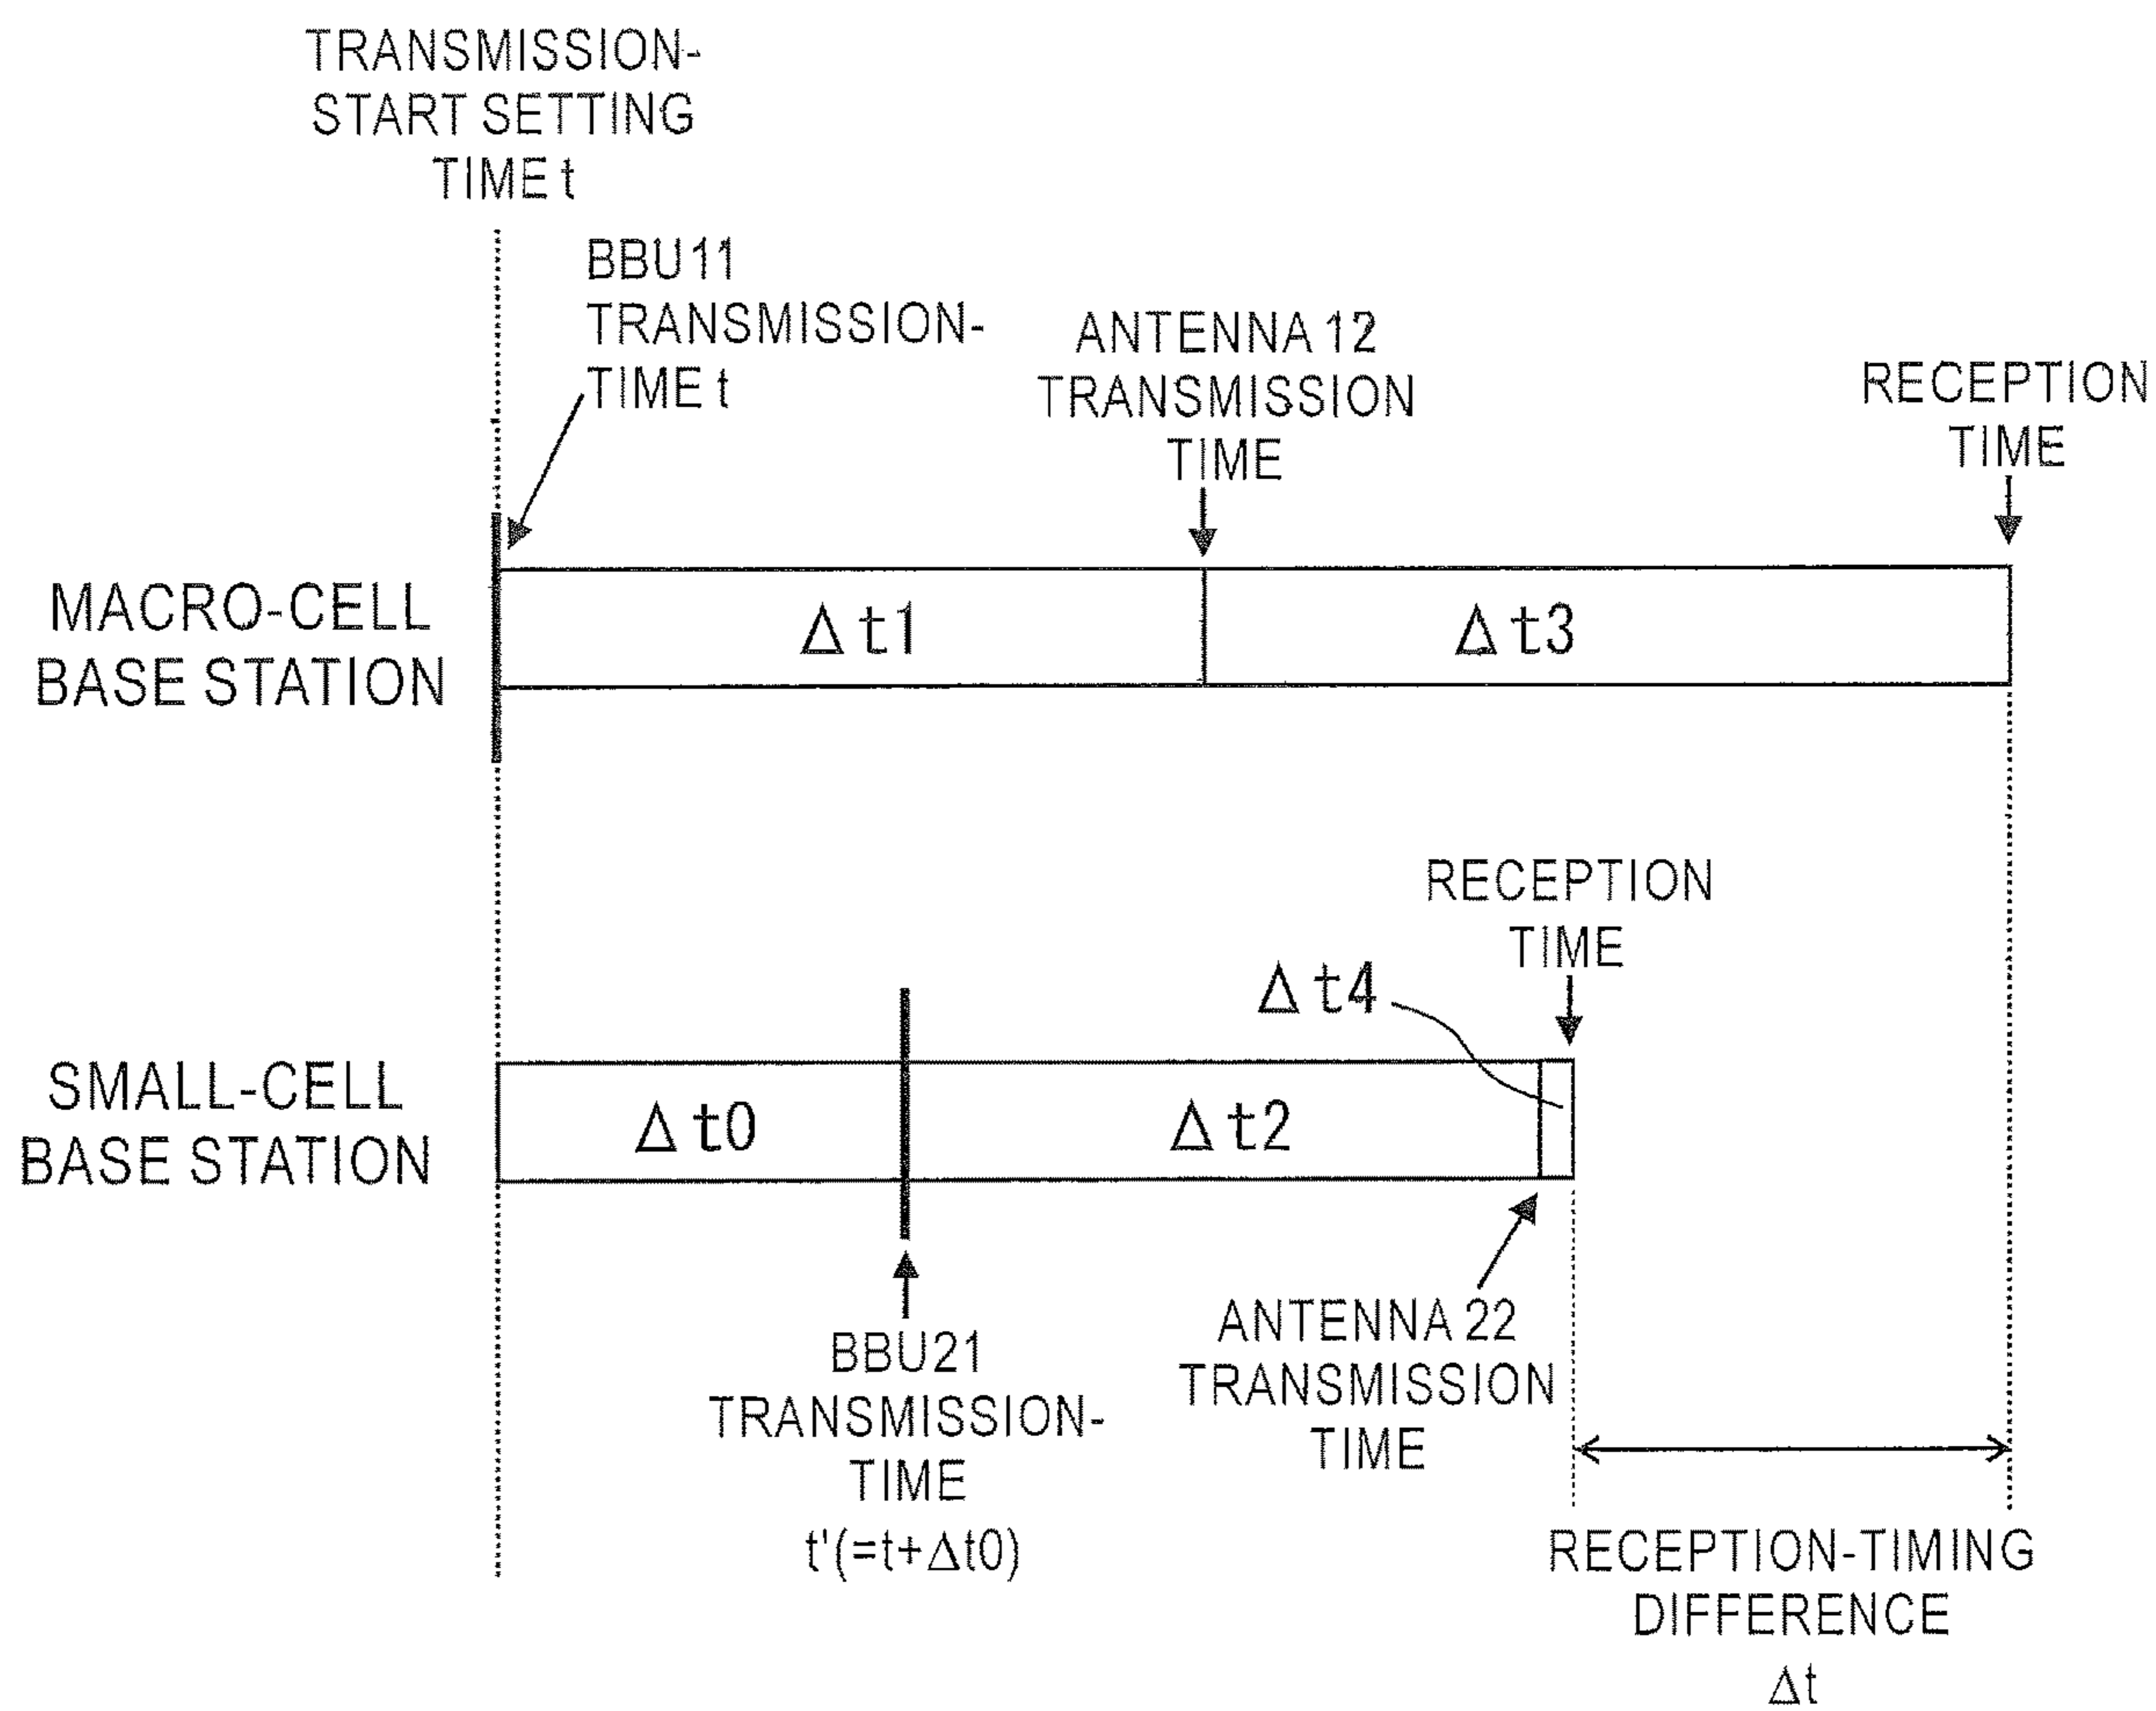 TRANSMISSION-
START SETTING
TIME t
BBU11
TRANSMISSION-
TIME t
ANTENNA 12
TRANSMISSION
TIME
RECEPTION
TIME
MACRO-CELL
BASE STATION
Δt1
Δt3
RECEPTION
TIME
Δt4
SMALL-CELL
BASE STATION
Δt0
Δt2
BBU21
TRANSMISSION-
TIME
t'(=t+Δt0)
ANTENNA 22
TRANSMISSION
TIME
RECEPTION-TIMING
DIFFERENCE
Δt